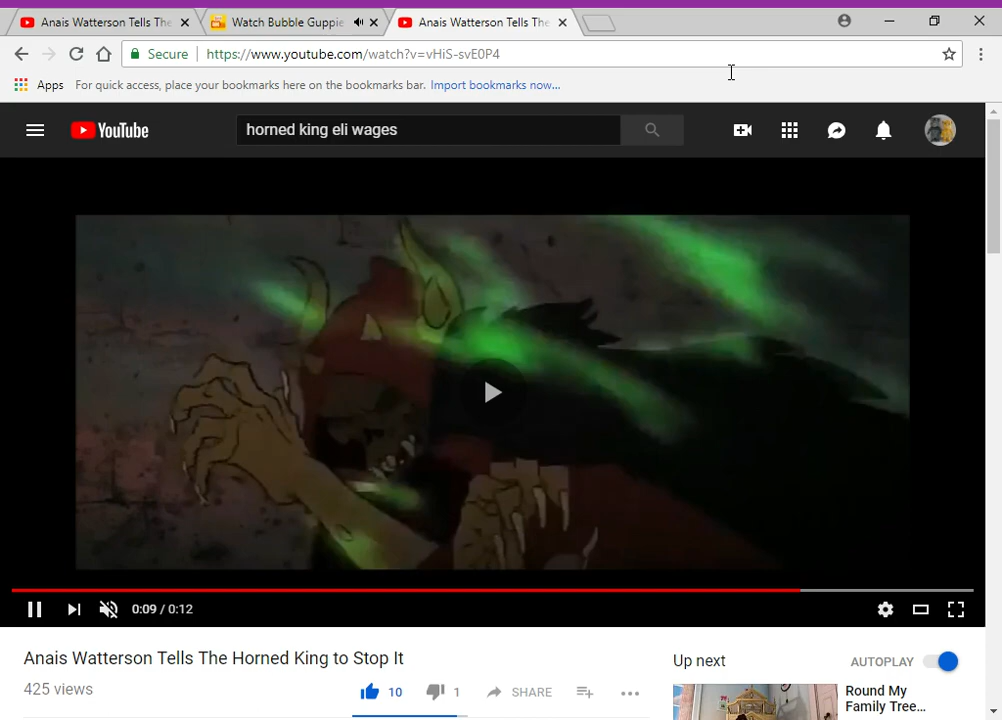 Anais Watterson Tells The
Watch Bubble Guppie
Anais Watterson Tells The
Secure
https://www.youtube.com/watch?v=vHiS-svE0P4
Apps
For quick access, place your bookmarks here on the bookmarks bar. Import bookmarks now...
YouTube
horned king eli wages
0:09 / 0:12
Anais Watterson Tells The Horned King to Stop It
425 views
10
1
SHARE
Up next
AUTOPLAY
Round My
Family Tree...